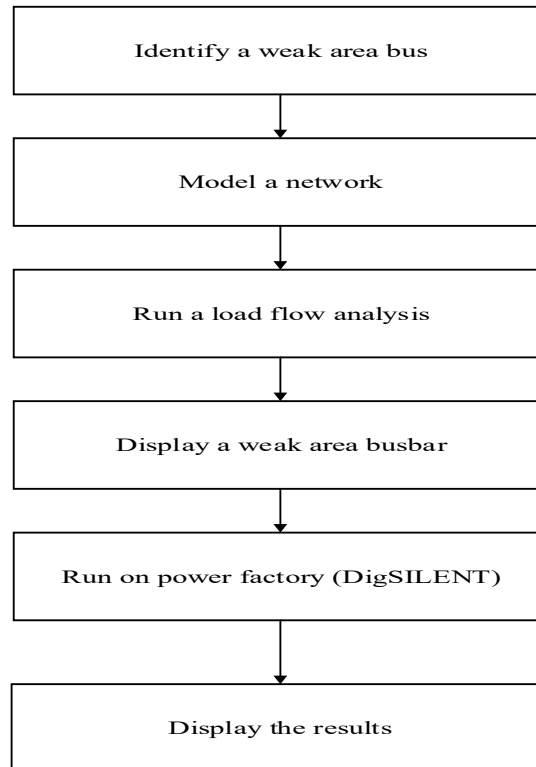 Identify a weak area bus
Model a network
Run a load flow analysis
Display a weak area busbar
Run on power factory (DigSILENT)
Display the results